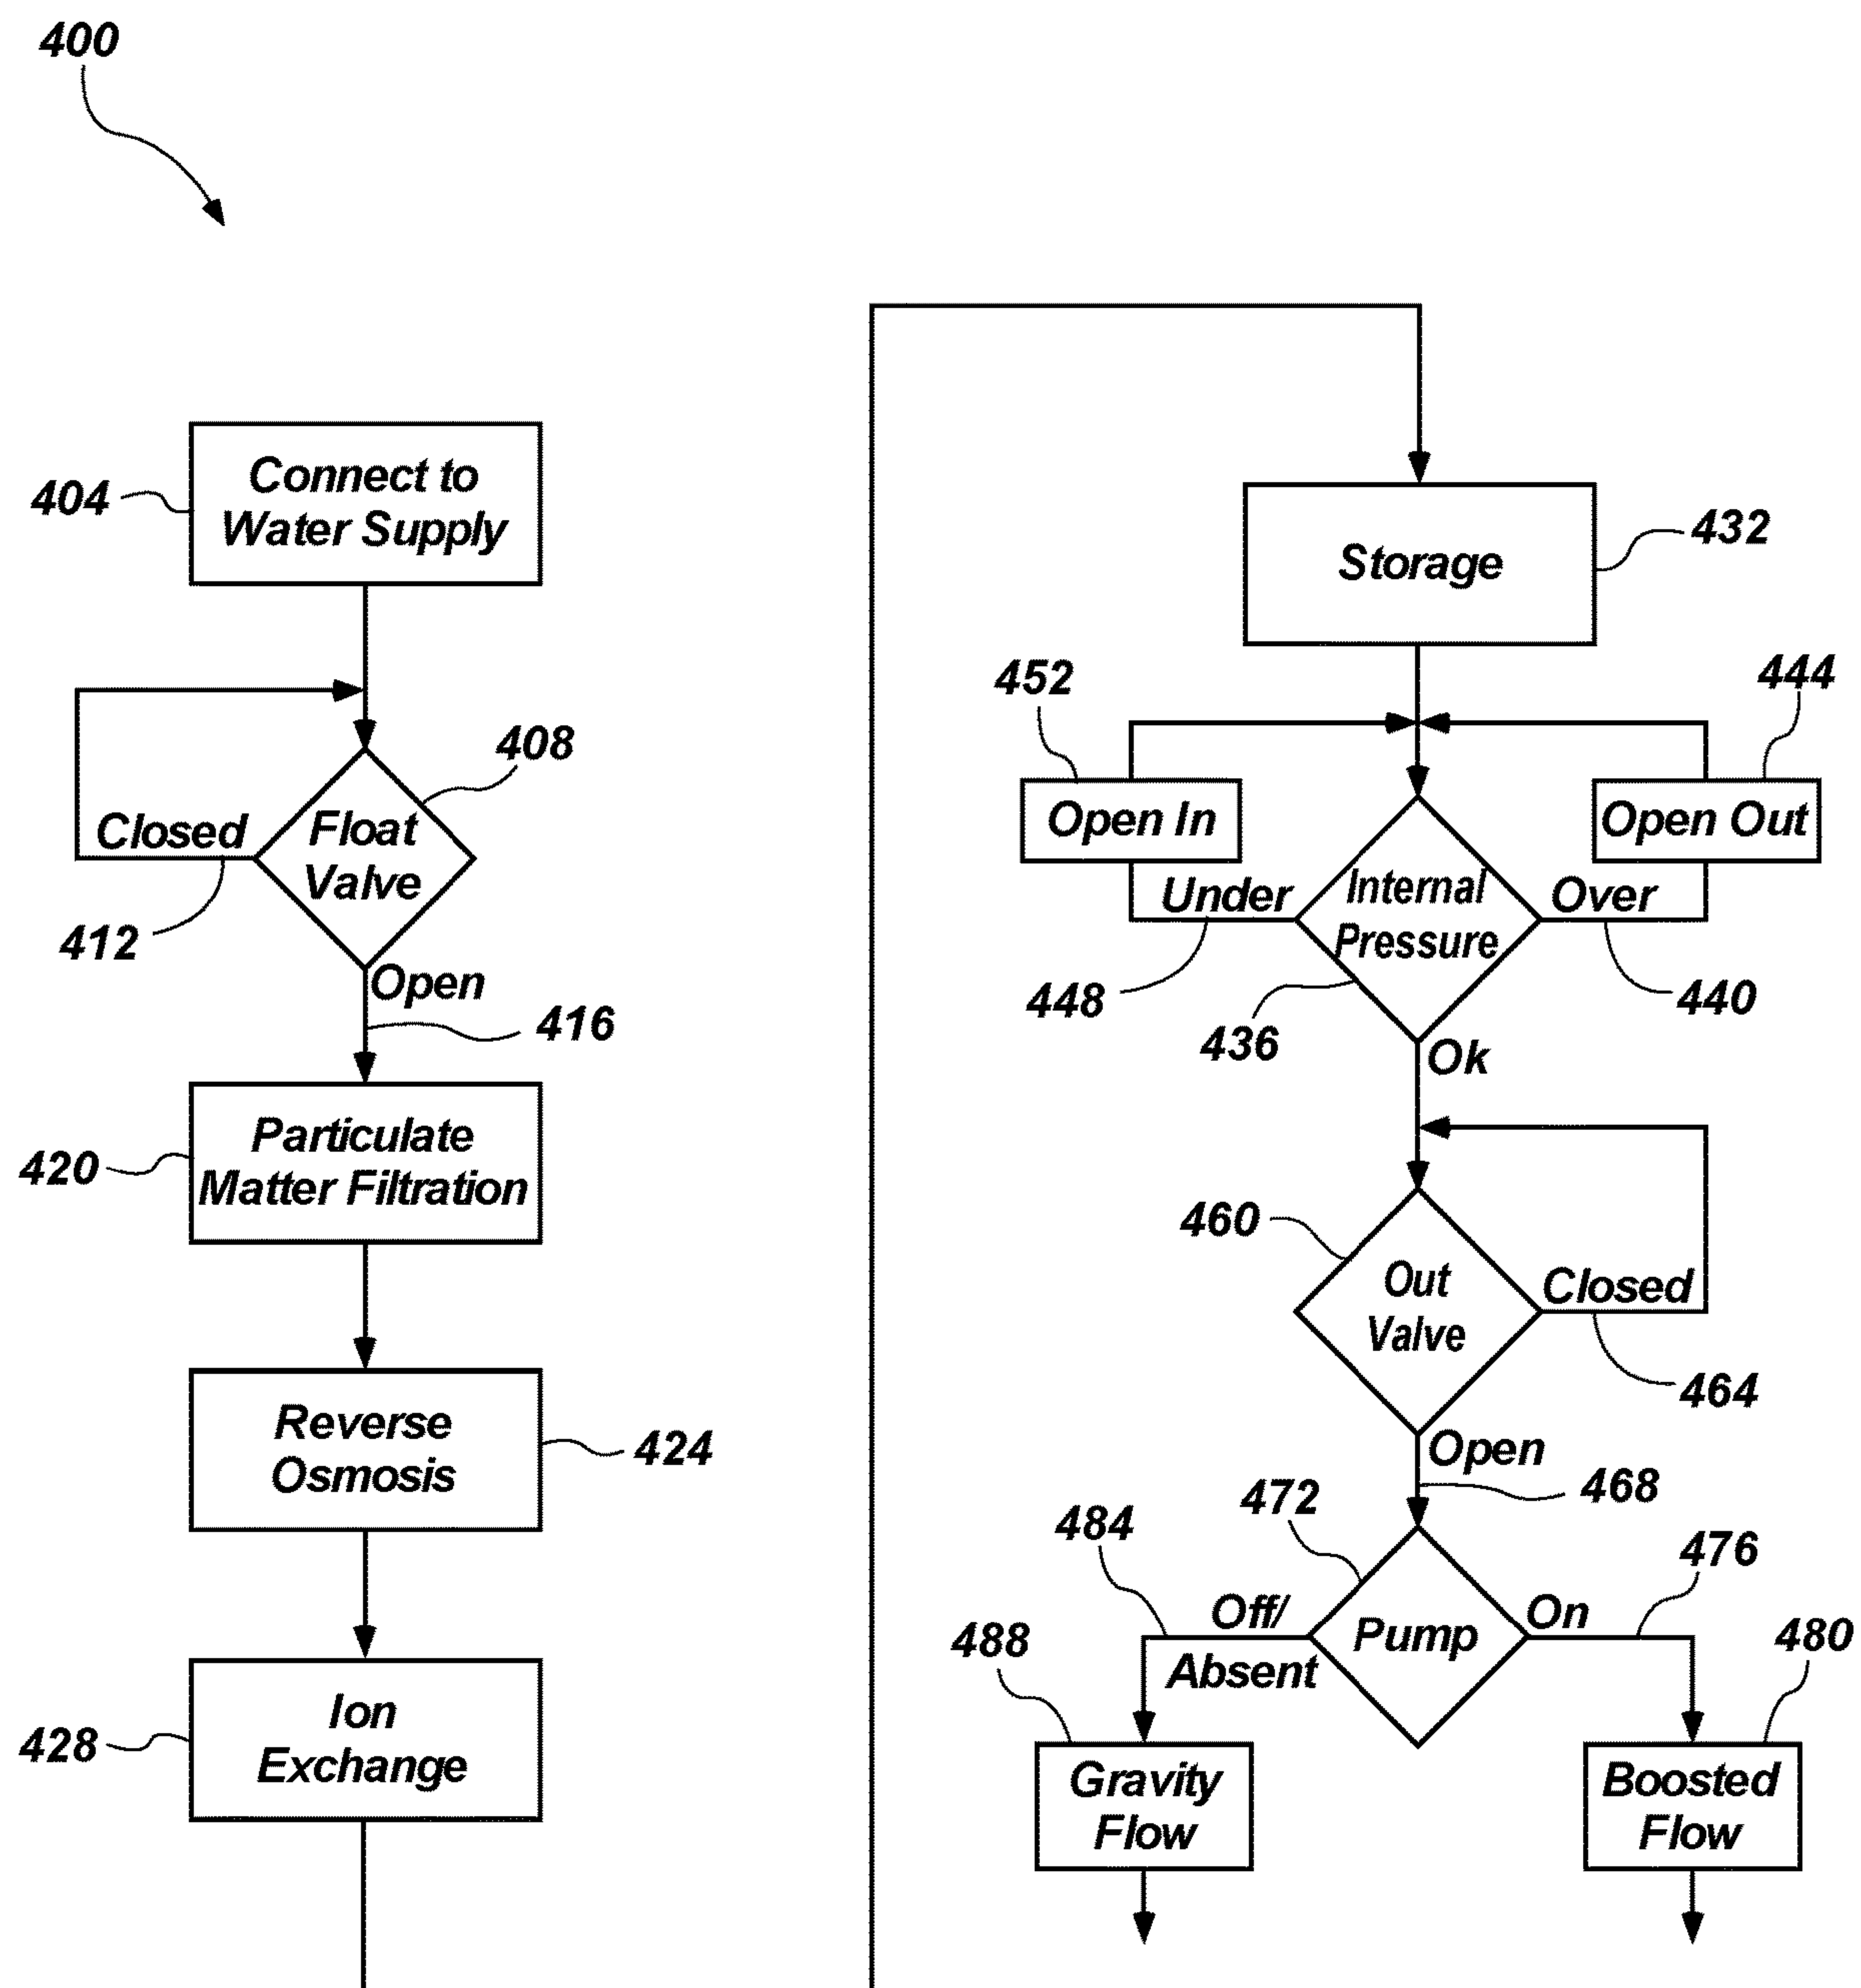 400
Connect to
Water Supply
404
408
Float
Valve
Closed
412
Open
416
Particulate
Matter Filtration
420
Reverse
Osmosis
424
Ion
Exchange
428
Storage
432
452
444
Open In
Open Out
Internal
Pressure
Under
Over
448
440
436
Ok
460
Out
Valve
Closed
464
Open
468
472
484
476
Off/
Absent
Pump
On
488
480
Gravity
Flow
Boosted
Flow